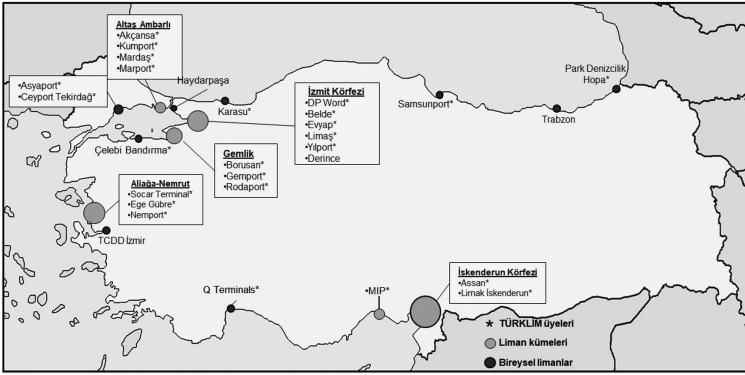 Altaş Ambarlı
•Akçansa*
•Kumport*
•Mardaş*
•Marport*
•Asyaport*
•Ceyport Tekirdağ*
Haydarpaşa
Karasu*
Çelebi Bandırma*
İzmit Körfezi
•DP Word*
•Belde*
•Evyap*
•Limaş*
•Yılport*
•Derince
Gemlik
•Borusan*
•Gemport*
•Rodaport*
Samsunport*
Trabzon
Park Denizcilik
Hopa*
Aliağa-Nemrut
•Socar Terminal*
•Ege Gübre*
•Nemport*
TCDD İzmir
Q Terminals*
•MIP*
İskenderun Körfezi
•Assan*
•Limak İskenderun*
* TÜRKLİM üyeleri
Liman kümeleri
Bireysel limanlar